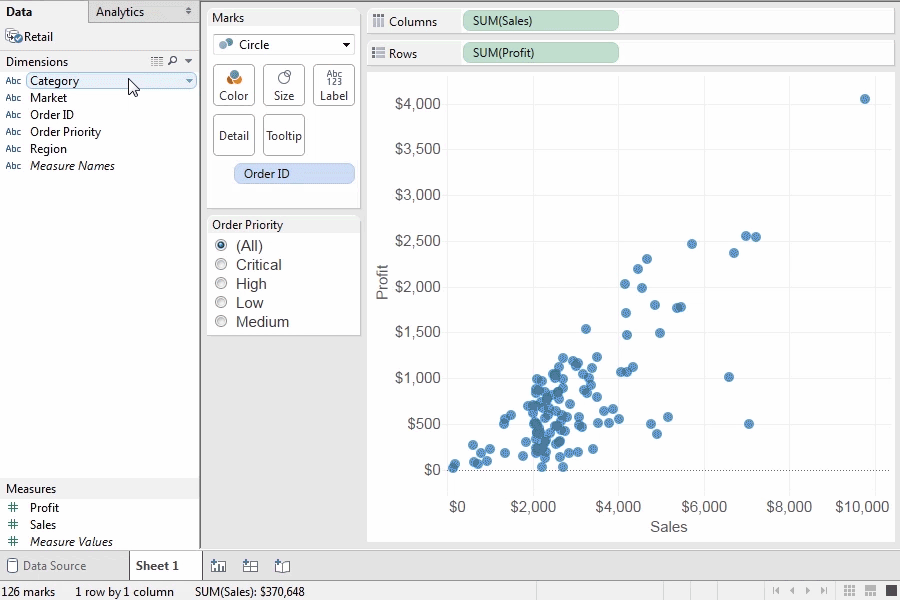 Data
Analytics
Retail
Dimensions
Abc Category
Abc Market
Abc Order ID
Abc Order Priority
Abc Region
Abc Measure Names
Measures
# Profit
# Sales
# Measure Values
Marks
Circle
Color
Size
Abc
123
Label
Detail
Tooltip
Order ID
Order Priority
(All)
Critical
High
Low
Medium
Columns
SUM(Sales)
Rows
SUM(Profit)
$4,000
$3,500
$3,000
$2,500
$2,000
$1,500
$1,000
$500
$0
Profit
$0 $2,000 $4,000 $6,000 $8,000 $10,000
Sales
Data Source
Sheet 1
126 marks 1 row by 1 column SUM(Sales): $370,648